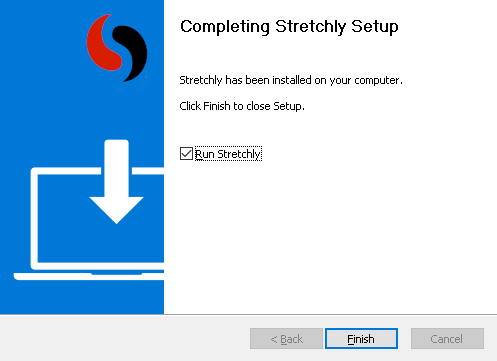 Completing Stretchly Setup
Stretchly has been installed on your computer.
Click Finish to close Setup.
Run Stretchly
< Back
Finish
Cancel